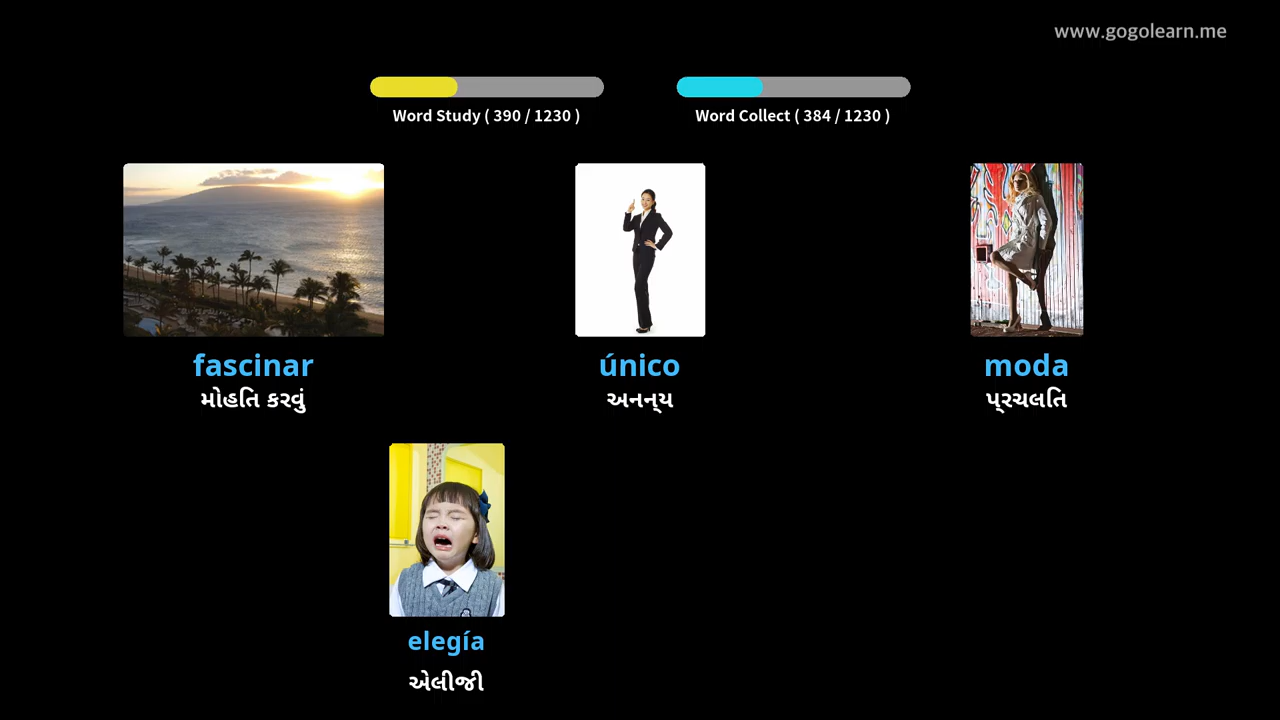 www.gogolearn.me
Word Study ( 390 / 1230 )
Word Collect ( 384 / 1230 )
fascinar
único
moda
મોહિત કરવું
અનન્ય
પ્રચલિત
elegía
એલીજી